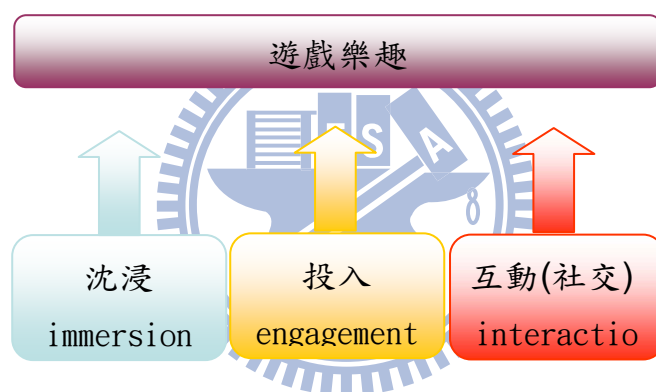 遊戲樂趣
沈浸
immersion
投入
engagement
互動(社交)
interactio